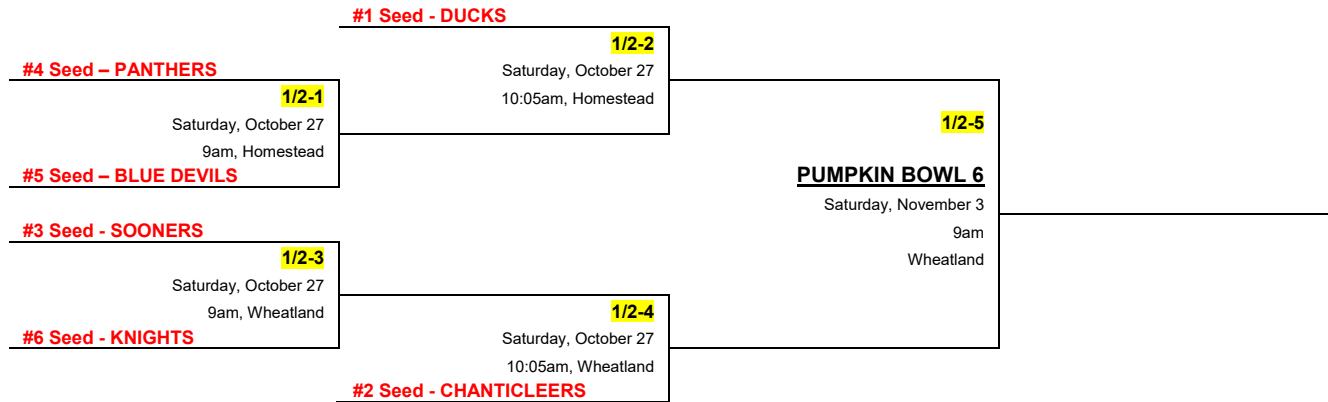 #1 Seed - DUCKS
1/2-2
Saturday, October 27
10:05am, Homestead
#4 Seed – PANTHERS
1/2-1
Saturday, October 27
9am, Homestead
#5 Seed – BLUE DEVILS
1/2-5
PUMPKIN BOWL 6
Saturday, November 3
9am
Wheatland
#3 Seed - SOONERS
1/2-3
Saturday, October 27
9am, Wheatland
#6 Seed - KNIGHTS
1/2-4
Saturday, October 27
10:05am, Wheatland
#2 Seed - CHANTICLEERS